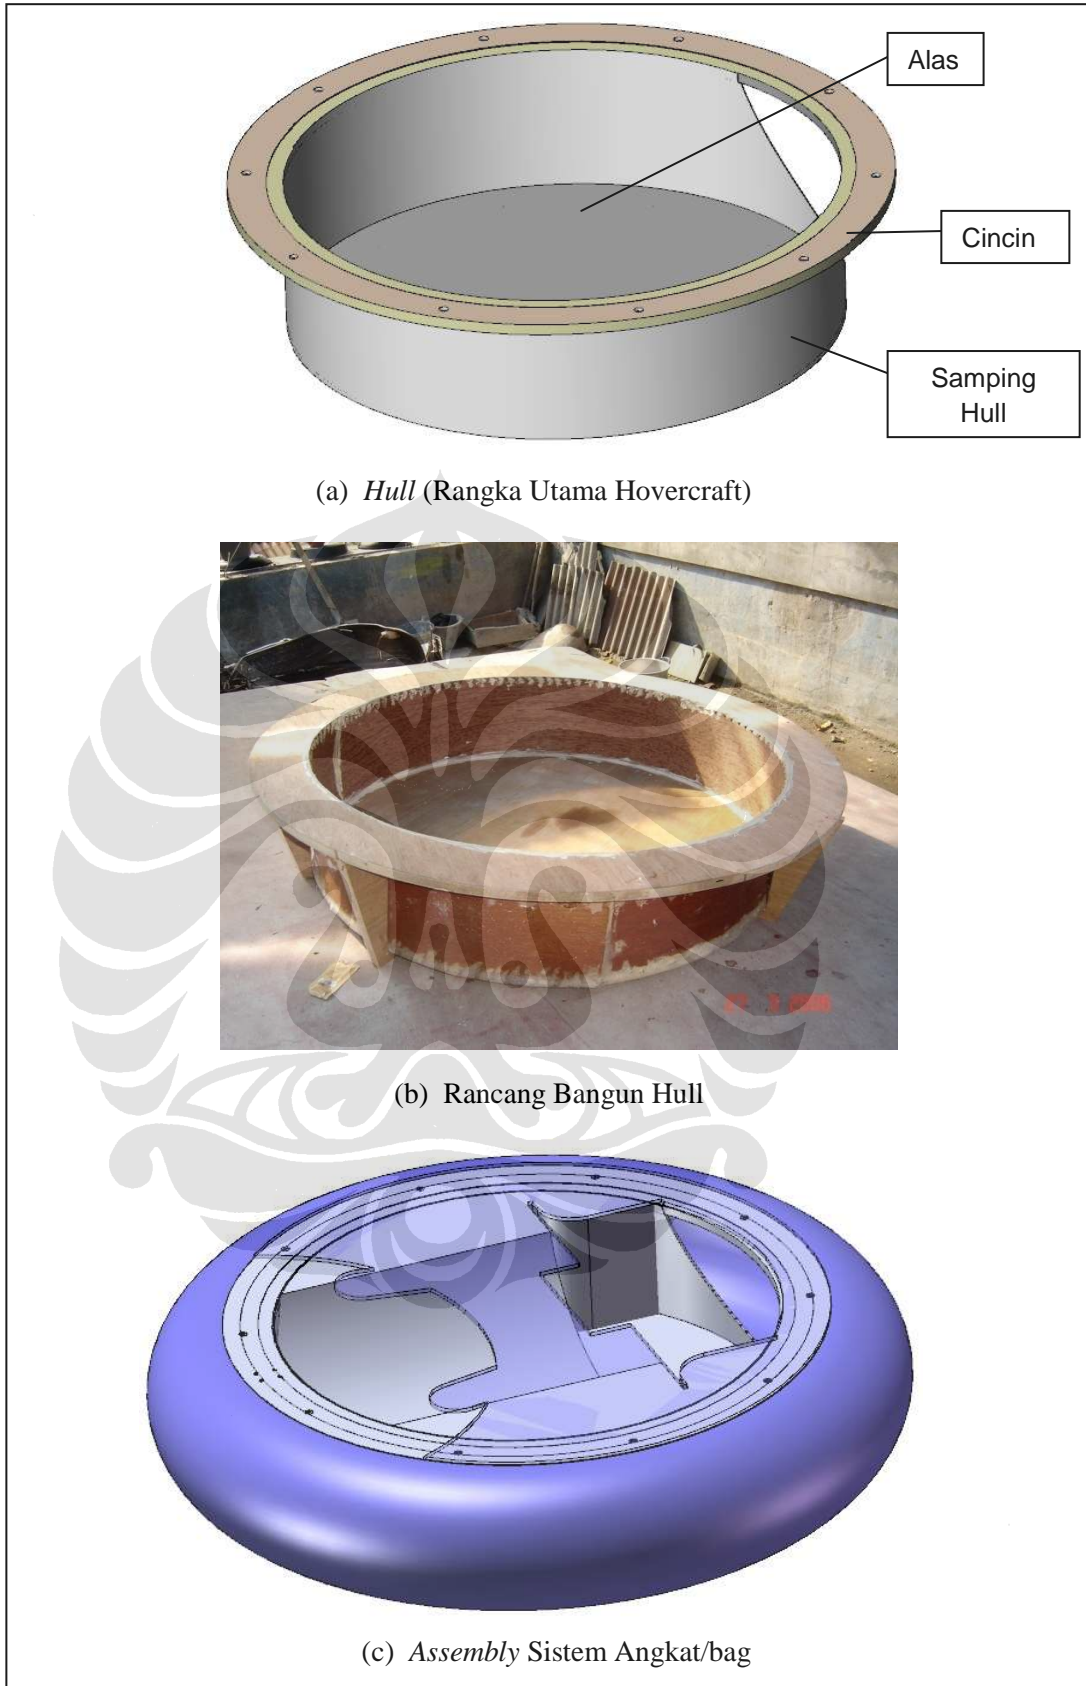 Alas
Cincin
Samping
Hull
(a) Hull (Rangka Utama Hovercraft)
(b) Rancang Bangun Hull
(c) Assembly Sistem Angkat/bag